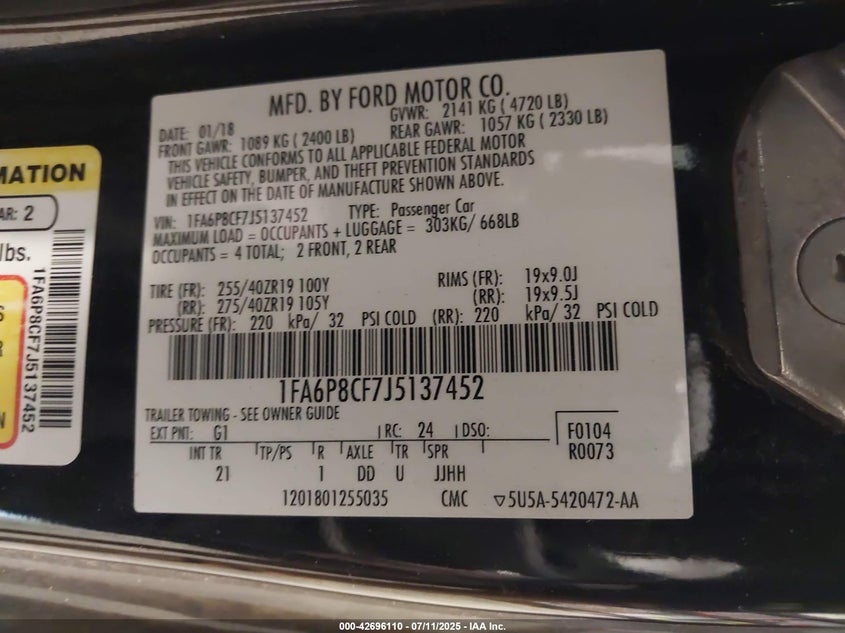 MFD. BY FORD MOTOR CO.
DATE: 01/18 GVWR: 2141 KG ( 4720 LB)
FRONT GAWR: 1089 KG ( 2400 LB) REAR GAWR: 1057 KG ( 2330 LB)
THIS VEHICLE CONFORMS TO ALL APPLICABLE FEDERAL MOTOR
VEHICLE SAFETY, BUMPER, AND THEFT PREVENTION STANDARDS
IN EFFECT ON THE DATE OF MANUFACTURE SHOWN ABOVE.
VIN: 1FA6P8CF7J5137452 TYPE: Passenger Car
MAXIMUM LOAD = OCCUPANTS + LUGGAGE = 303KG/ 668LB
OCCUPANTS = 4 TOTAL; 2 FRONT, 2 REAR
TIRE (FR): 255/40ZR19 100Y RIMS (FR): 19x9.0J
(RR): 275/40ZR19 105Y (RR): 19x9.5J
PRESSURE (FR): 220 kPa/ 32 PSI COLD (RR): 220 kPa/ 32 PSI COLD
1FA6P8CF7J5137452
TRAILER TOWING - SEE OWNER GUIDE
EXT PNT: G1 RC: 24 DSO: F0104
INT TR TP/PS R AXLE TR SPR R0073
21 1 DD U JJHH
1201801255035 CMC ▽5U5A-5420472-AA
MATION
AR: 2
lbs.
1FA6P8CF7J5137452
S
R
N
000-42696110 - 07/11/2025 - IAA Inc.